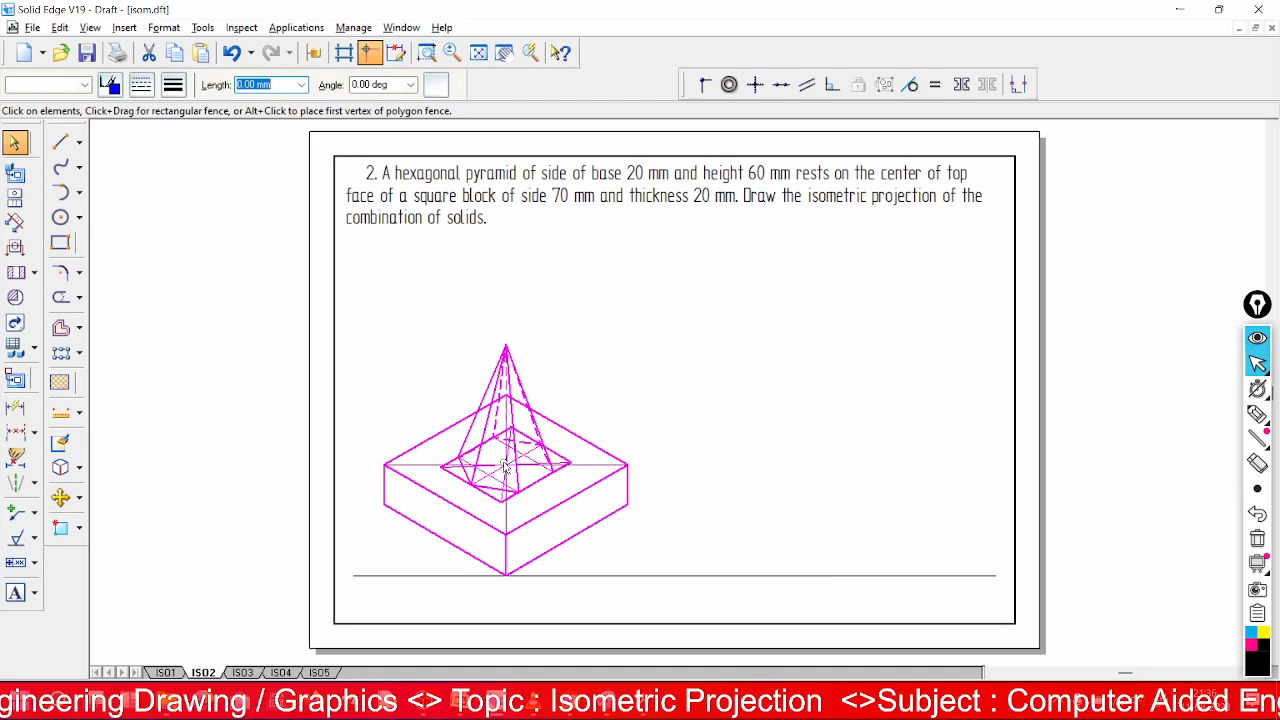 Solid Edge V19 - Draft - [isom.dft]
File Edit View Insert Format Tools Inspect Applications Manage Window Help
Length: 0.00 mm Angle: 0.00 deg
Click on elements, Click+Drag for rectangular fence, or Alt+Click to place first vertex of polygon fence.
2. A hexagonal pyramid of side of base 20 mm and height 60 mm rests on the center of top
face of a square block of side 70 mm and thickness 20 mm. Draw the isometric projection of the
combination of solids.
ISO1 ISO2 ISO3 ISO4 ISO5
gineering Drawing / Graphics <> Topic : Isometric Projection <>Subject : Computer Aided Eng